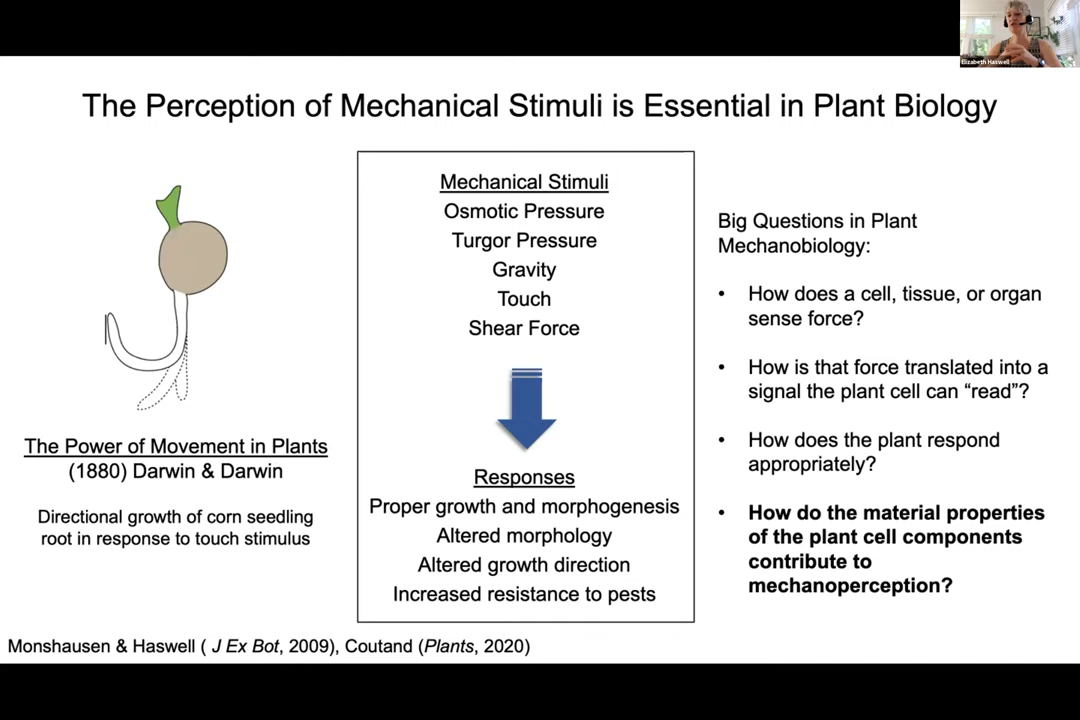 Elizabeth Haswell
The Perception of Mechanical Stimuli is Essential in Plant Biology
The Power of Movement in Plants
(1880) Darwin & Darwin
Directional growth of corn seedling
root in response to touch stimulus
Mechanical Stimuli
Osmotic Pressure
Turgor Pressure
Gravity
Touch
Shear Force
Responses
Proper growth and morphogenesis
Altered morphology
Altered growth direction
Increased resistance to pests
Big Questions in Plant
Mechanobiology:
• How does a cell, tissue, or organ
sense force?
• How is that force translated into a
signal the plant cell can “read”?
• How does the plant respond
appropriately?
• How do the material properties
of the plant cell components
contribute to
mechanoperception?
Monshausen & Haswell ( J Ex Bot, 2009), Coutand (Plants, 2020)